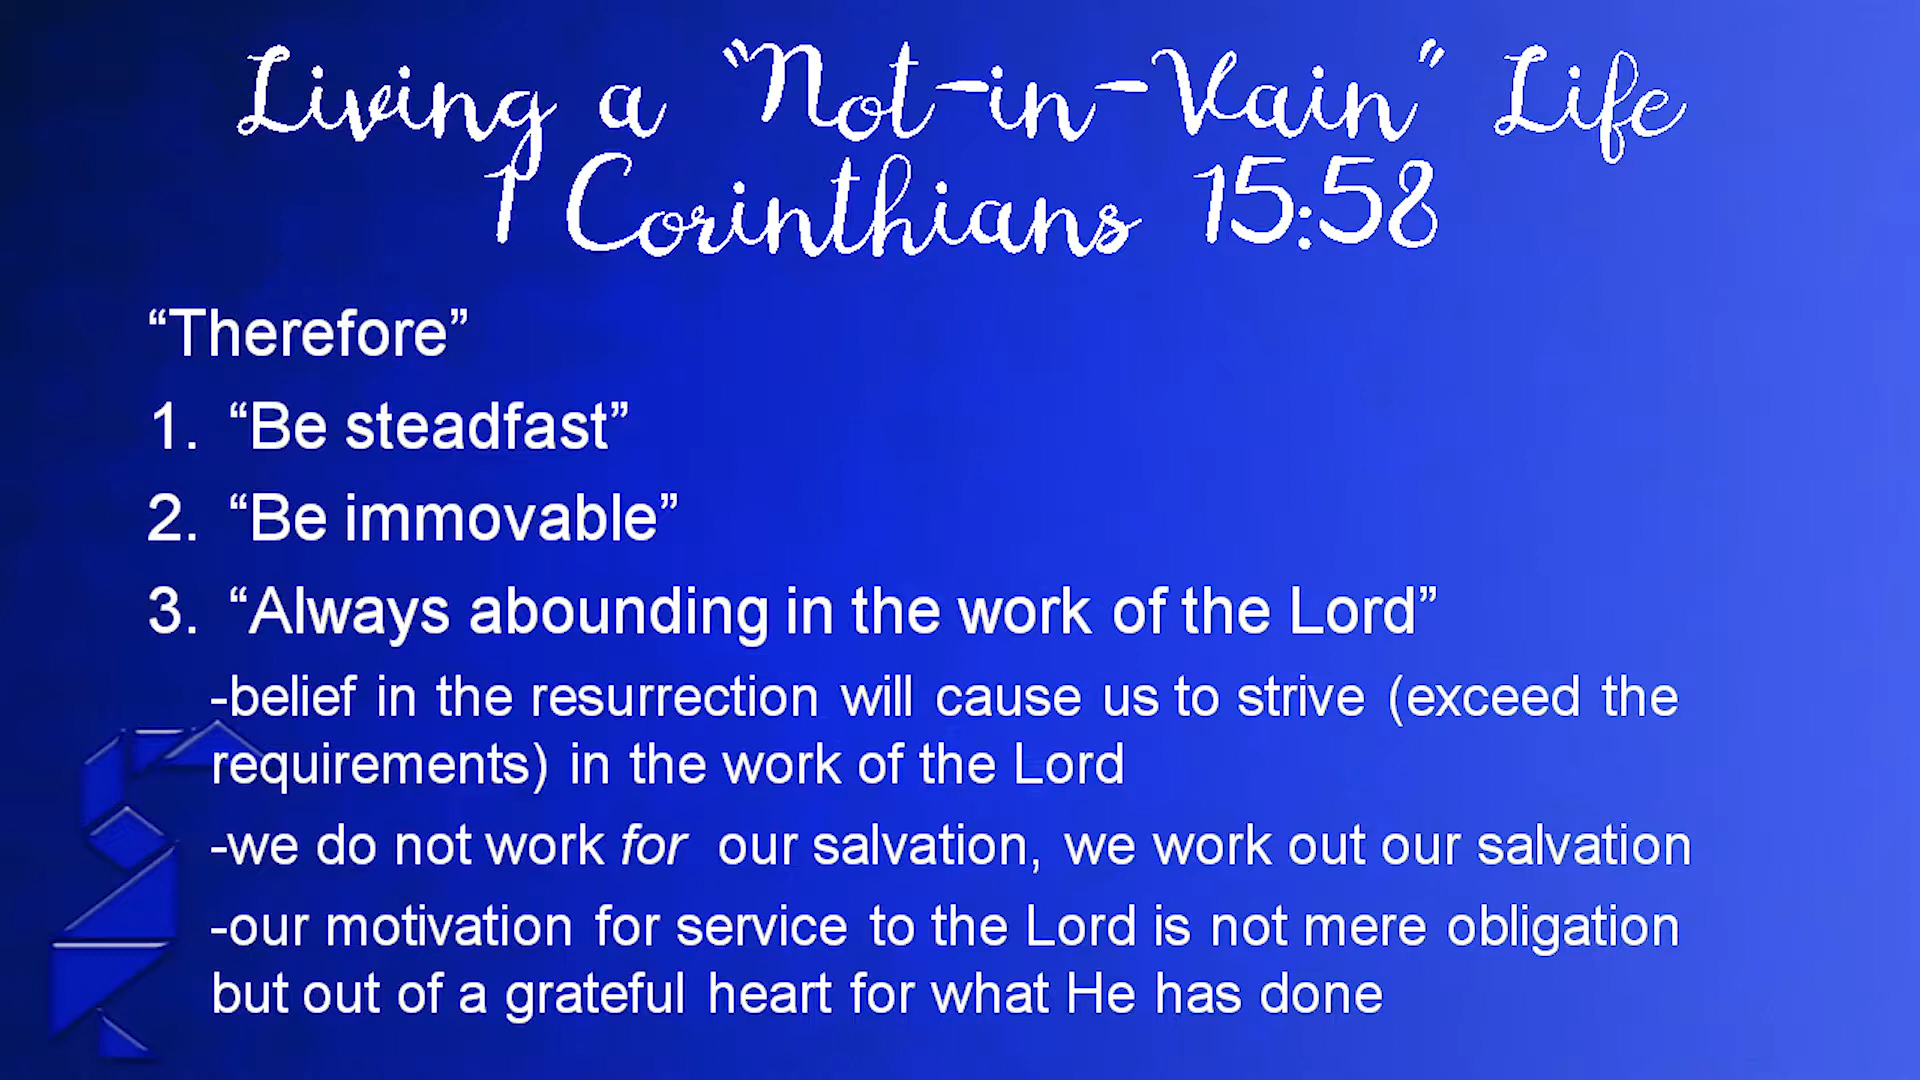 Living a “Not-in-Vain” Life
1 Corinthians 15:58
“Therefore”
1. “Be steadfast”
2. “Be immovable”
3. “Always abounding in the work of the Lord”
-belief in the resurrection will cause us to strive (exceed the
requirements) in the work of the Lord
-we do not work for our salvation, we work out our salvation
-our motivation for service to the Lord is not mere obligation
but out of a grateful heart for what He has done